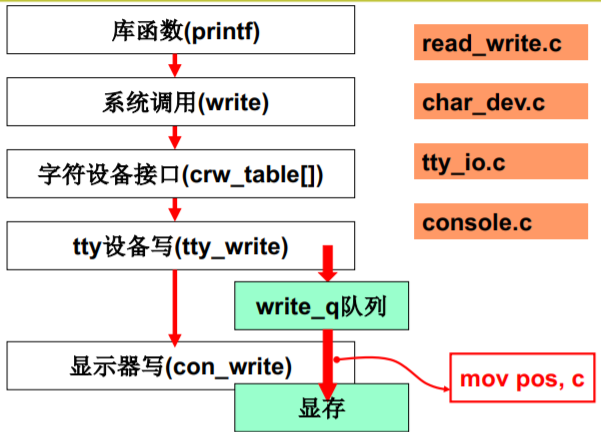 库函数(printf)
系统调用(write)
字符设备接口(crw_table[])
tty设备写(tty_write)
write_q队列
显示器写(con_write)
显存
mov pos, c
read_write.c
char_dev.c
tty_io.c
console.c